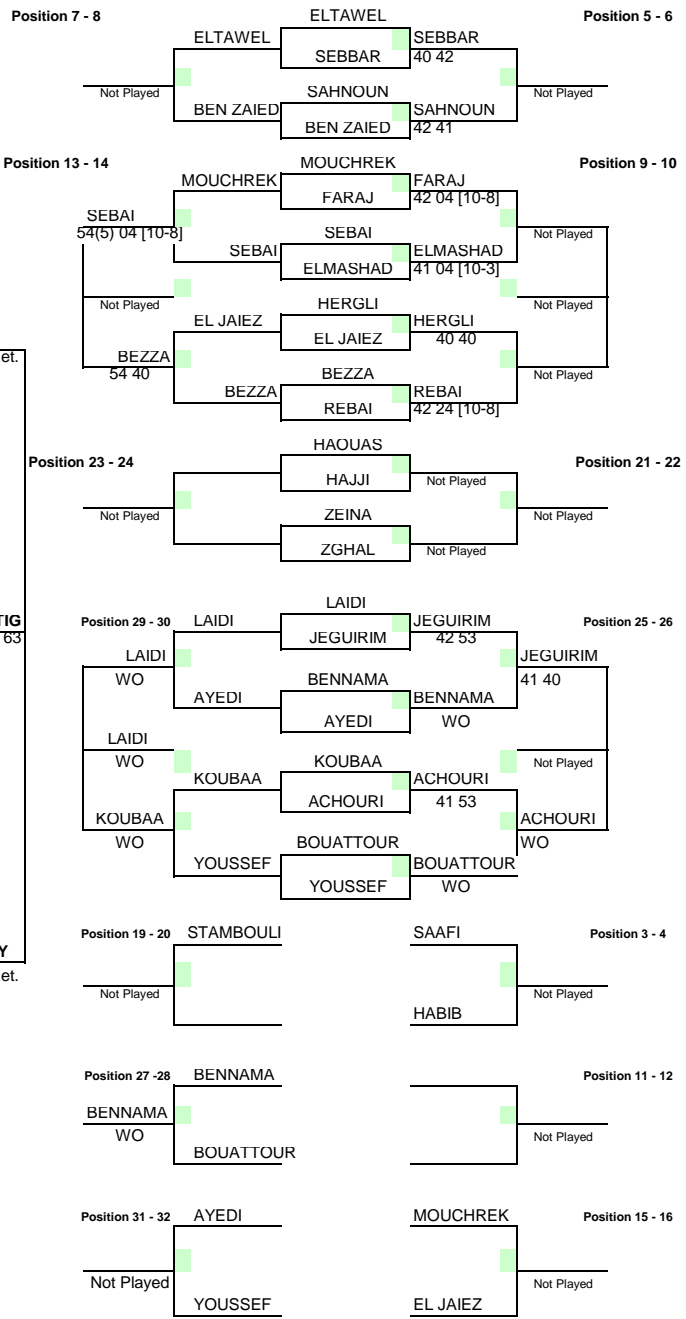 Position 7 - 8
ELTAWEL
Position 5 - 6
ELTAWEL
SEBBAR
SEBBAR
40 42
Not Played
SAHNOUN
Not Played
BEN ZAIED
SAHNOUN
BEN ZAIED
42 41
Position 13 - 14
MOUCHREK
Position 9 - 10
MOUCHREK
FARAJ
FARAJ
42 04 [10-8]
SEBAI
54(5) 04 [10-8]
SEBAI
Not Played
SEBAI
ELMASHAD
ELMASHAD
41 04 [10-3]
Not Played
HERGLI
Not Played
EL JAIEZ
HERGLI
EL JAIEZ
40 40
et.
BEZZA
54 40
BEZZA
Not Played
BEZZA
REBAI
REBAI
42 24 [10-8]
HAOUAS
Position 23 - 24
HAJJI
Not Played
Position 21 - 22
Not Played
ZEINA
Not Played
ZGHAL
Not Played
LAIDI
TIG
63
Position 29 - 30
LAIDI
JEGUIRIM
Position 25 - 26
JEGUIRIM
42 53
LAIDI
WO
BENNAMA
JEGUIRIM
41 40
AYEDI
BENNAMA
AYEDI
WO
LAIDI
WO
KOUBAA
Not Played
KOUBAA
ACHOURI
ACHOURI
41 53
KOUBAA
WO
BOUATTOUR
ACHOURI
WO
YOUSSEF
BOUATTOUR
YOUSSEF
WO
Y
et.
Position 19 - 20
STAMBOULI
SAAFI
Position 3 - 4
Not Played
Not Played
HABIB
Position 27 -28
BENNAMA
Position 11 - 12
BENNAMA
WO
Not Played
BOUATTOUR
Position 31 - 32
AYEDI
MOUCHREK
Position 15 - 16
Not Played
Not Played
YOUSSEF
EL JAIEZ